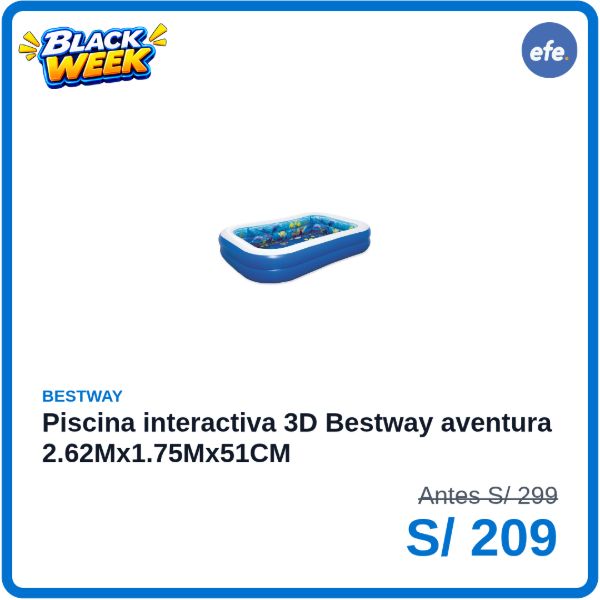 BLACK
WEEK
efe.
BESTWAY
Piscina interactiva 3D Bestway aventura
2.62Mx1.75Mx51CM
Antes S/ 299
S/ 209